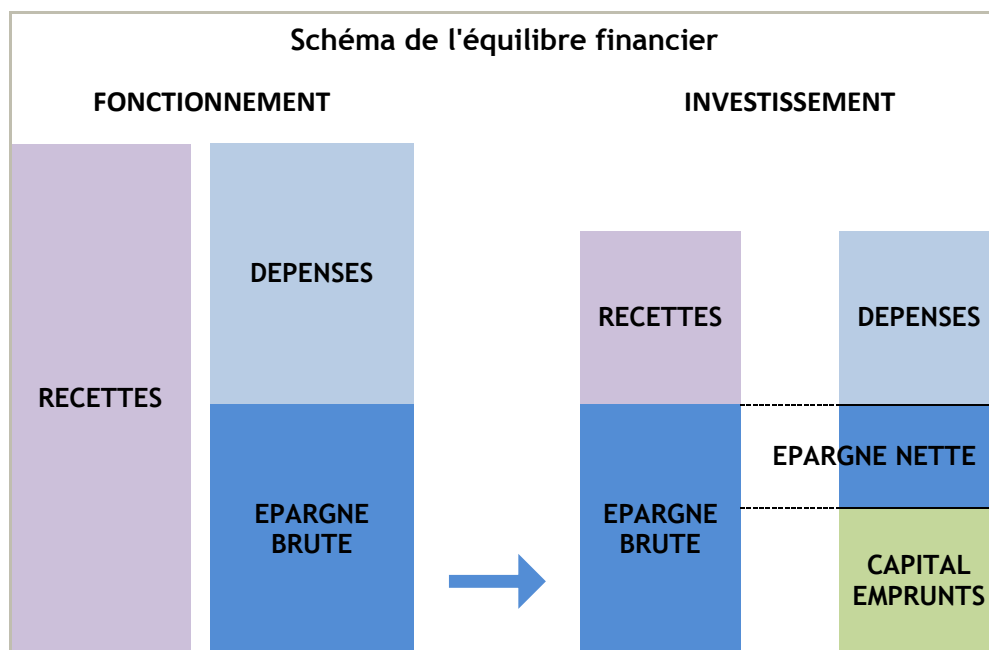 Schéma de l'équilibre financier
FONCTIONNEMENT
INVESTISSEMENT
RECETTES
DEPENSES
EPARGNE
BRUTE
RECETTES
EPARGNE
BRUTE
DEPENSES
EPARGNE NETTE
CAPITAL
EMPRUNTS